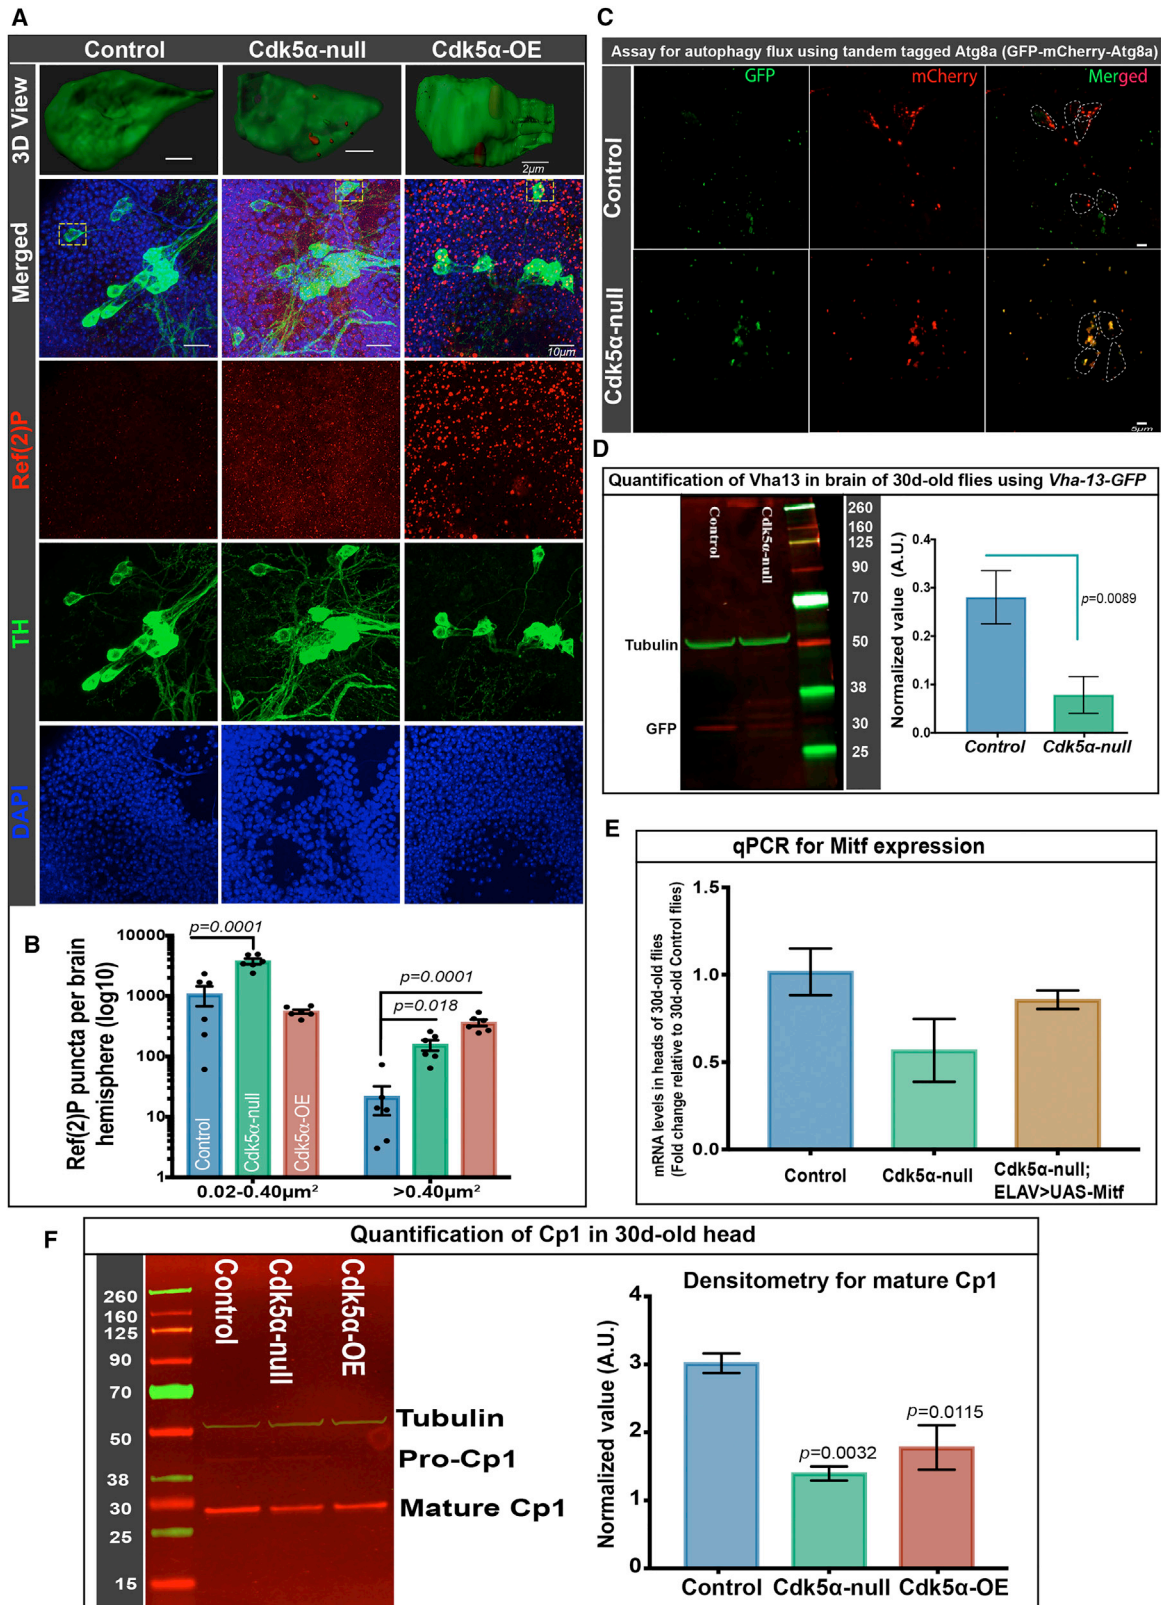 A
Control
Cdk5α-null
Cdk5α-OE
3D View
2µm
Merged
10µm
Ref(2)P
TH
DAPI
B
Ref(2)P puncta per brain
hemisphere (log10)
10000
1000
100
10
1
p=0.0001
p=0.0001
p=0.018
Control
Cdk5α-null
Cdk5α-OE
0.02-0.40µm²
>0.40µm²
C
Assay for autophagy flux using tandem tagged Atg8a (GFP-mCherry-Atg8a)
GFP
mCherry
Merged
Control
Cdk5α-null
5µm
D
Quantification of Vha13 in brain of 30d-old flies using Vha-13-GFP
Control
Cdk5α-null
Tubulin
GFP
260
160
125
90
70
50
38
30
25
Normalized value (A.U.)
0.4
0.3
0.2
0.1
0.0
p=0.0089
Control
Cdk5α-null
E
qPCR for Mitf expression
mRNA levels in heads of 30d-old flies
(Fold change relative to 30d-old Control flies)
1.5
1.0
0.5
0.0
Control
Cdk5α-null
Cdk5α-null;
ELAV>UAS-Mitf
F
Quantification of Cp1 in 30d-old head
260
160
125
90
70
50
38
30
25
15
Control
Cdk5α-null
Cdk5α-OE
Tubulin
Pro-Cp1
Mature Cp1
Densitometry for mature Cp1
Normalized value (A.U.)
4
3
2
1
0
p=0.0032
p=0.0115
Control
Cdk5α-null
Cdk5α-OE